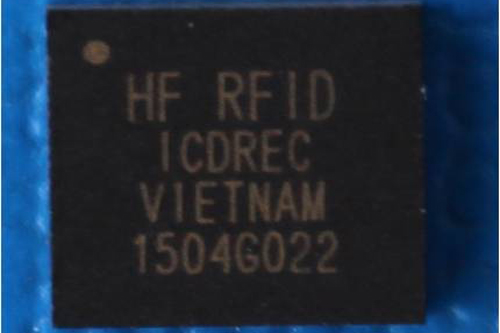 HF RFID
ICDREC
VIETNAM
1504G022